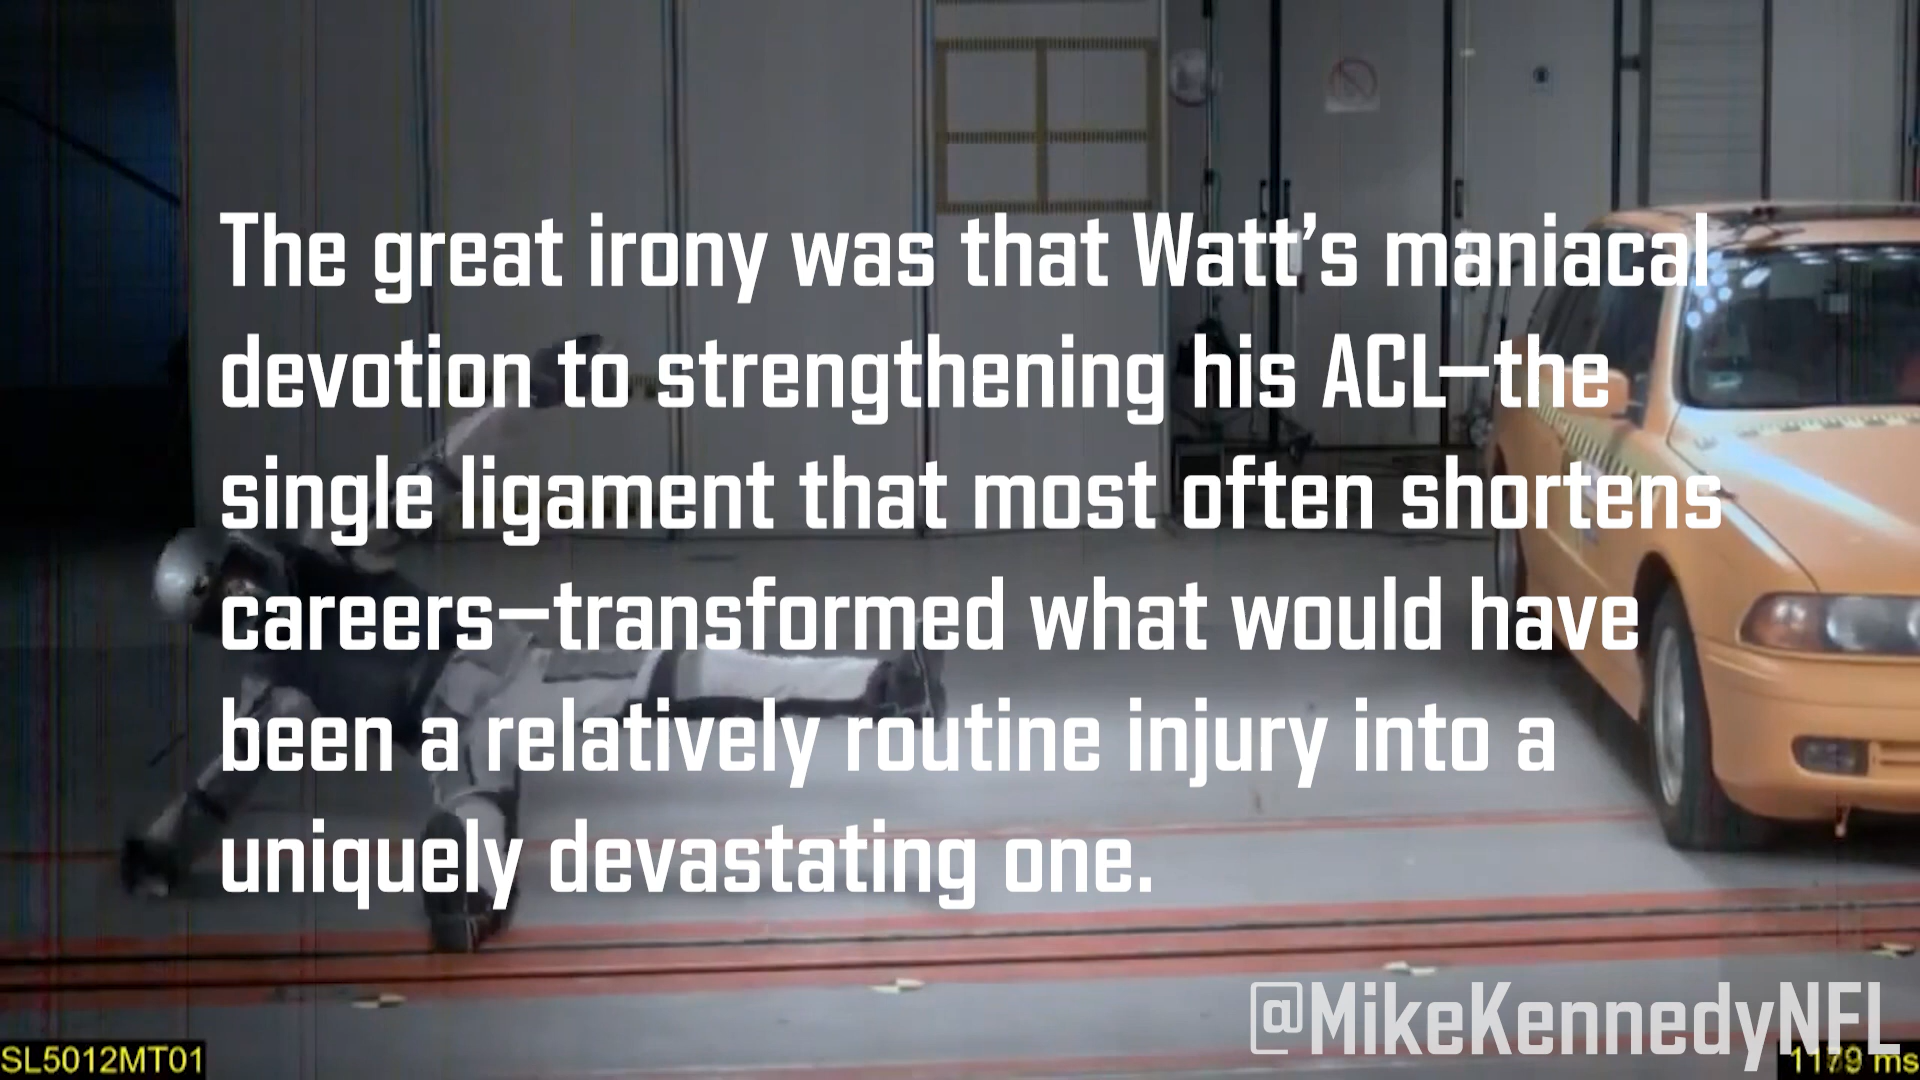 The great irony was that Watt’s maniacal
devotion to strengthening his ACL—the
single ligament that most often shortens
careers—transformed what would have
been a relatively routine injury into a
uniquely devastating one.
@MikeKennedyNFL
SL5012MT01
ms